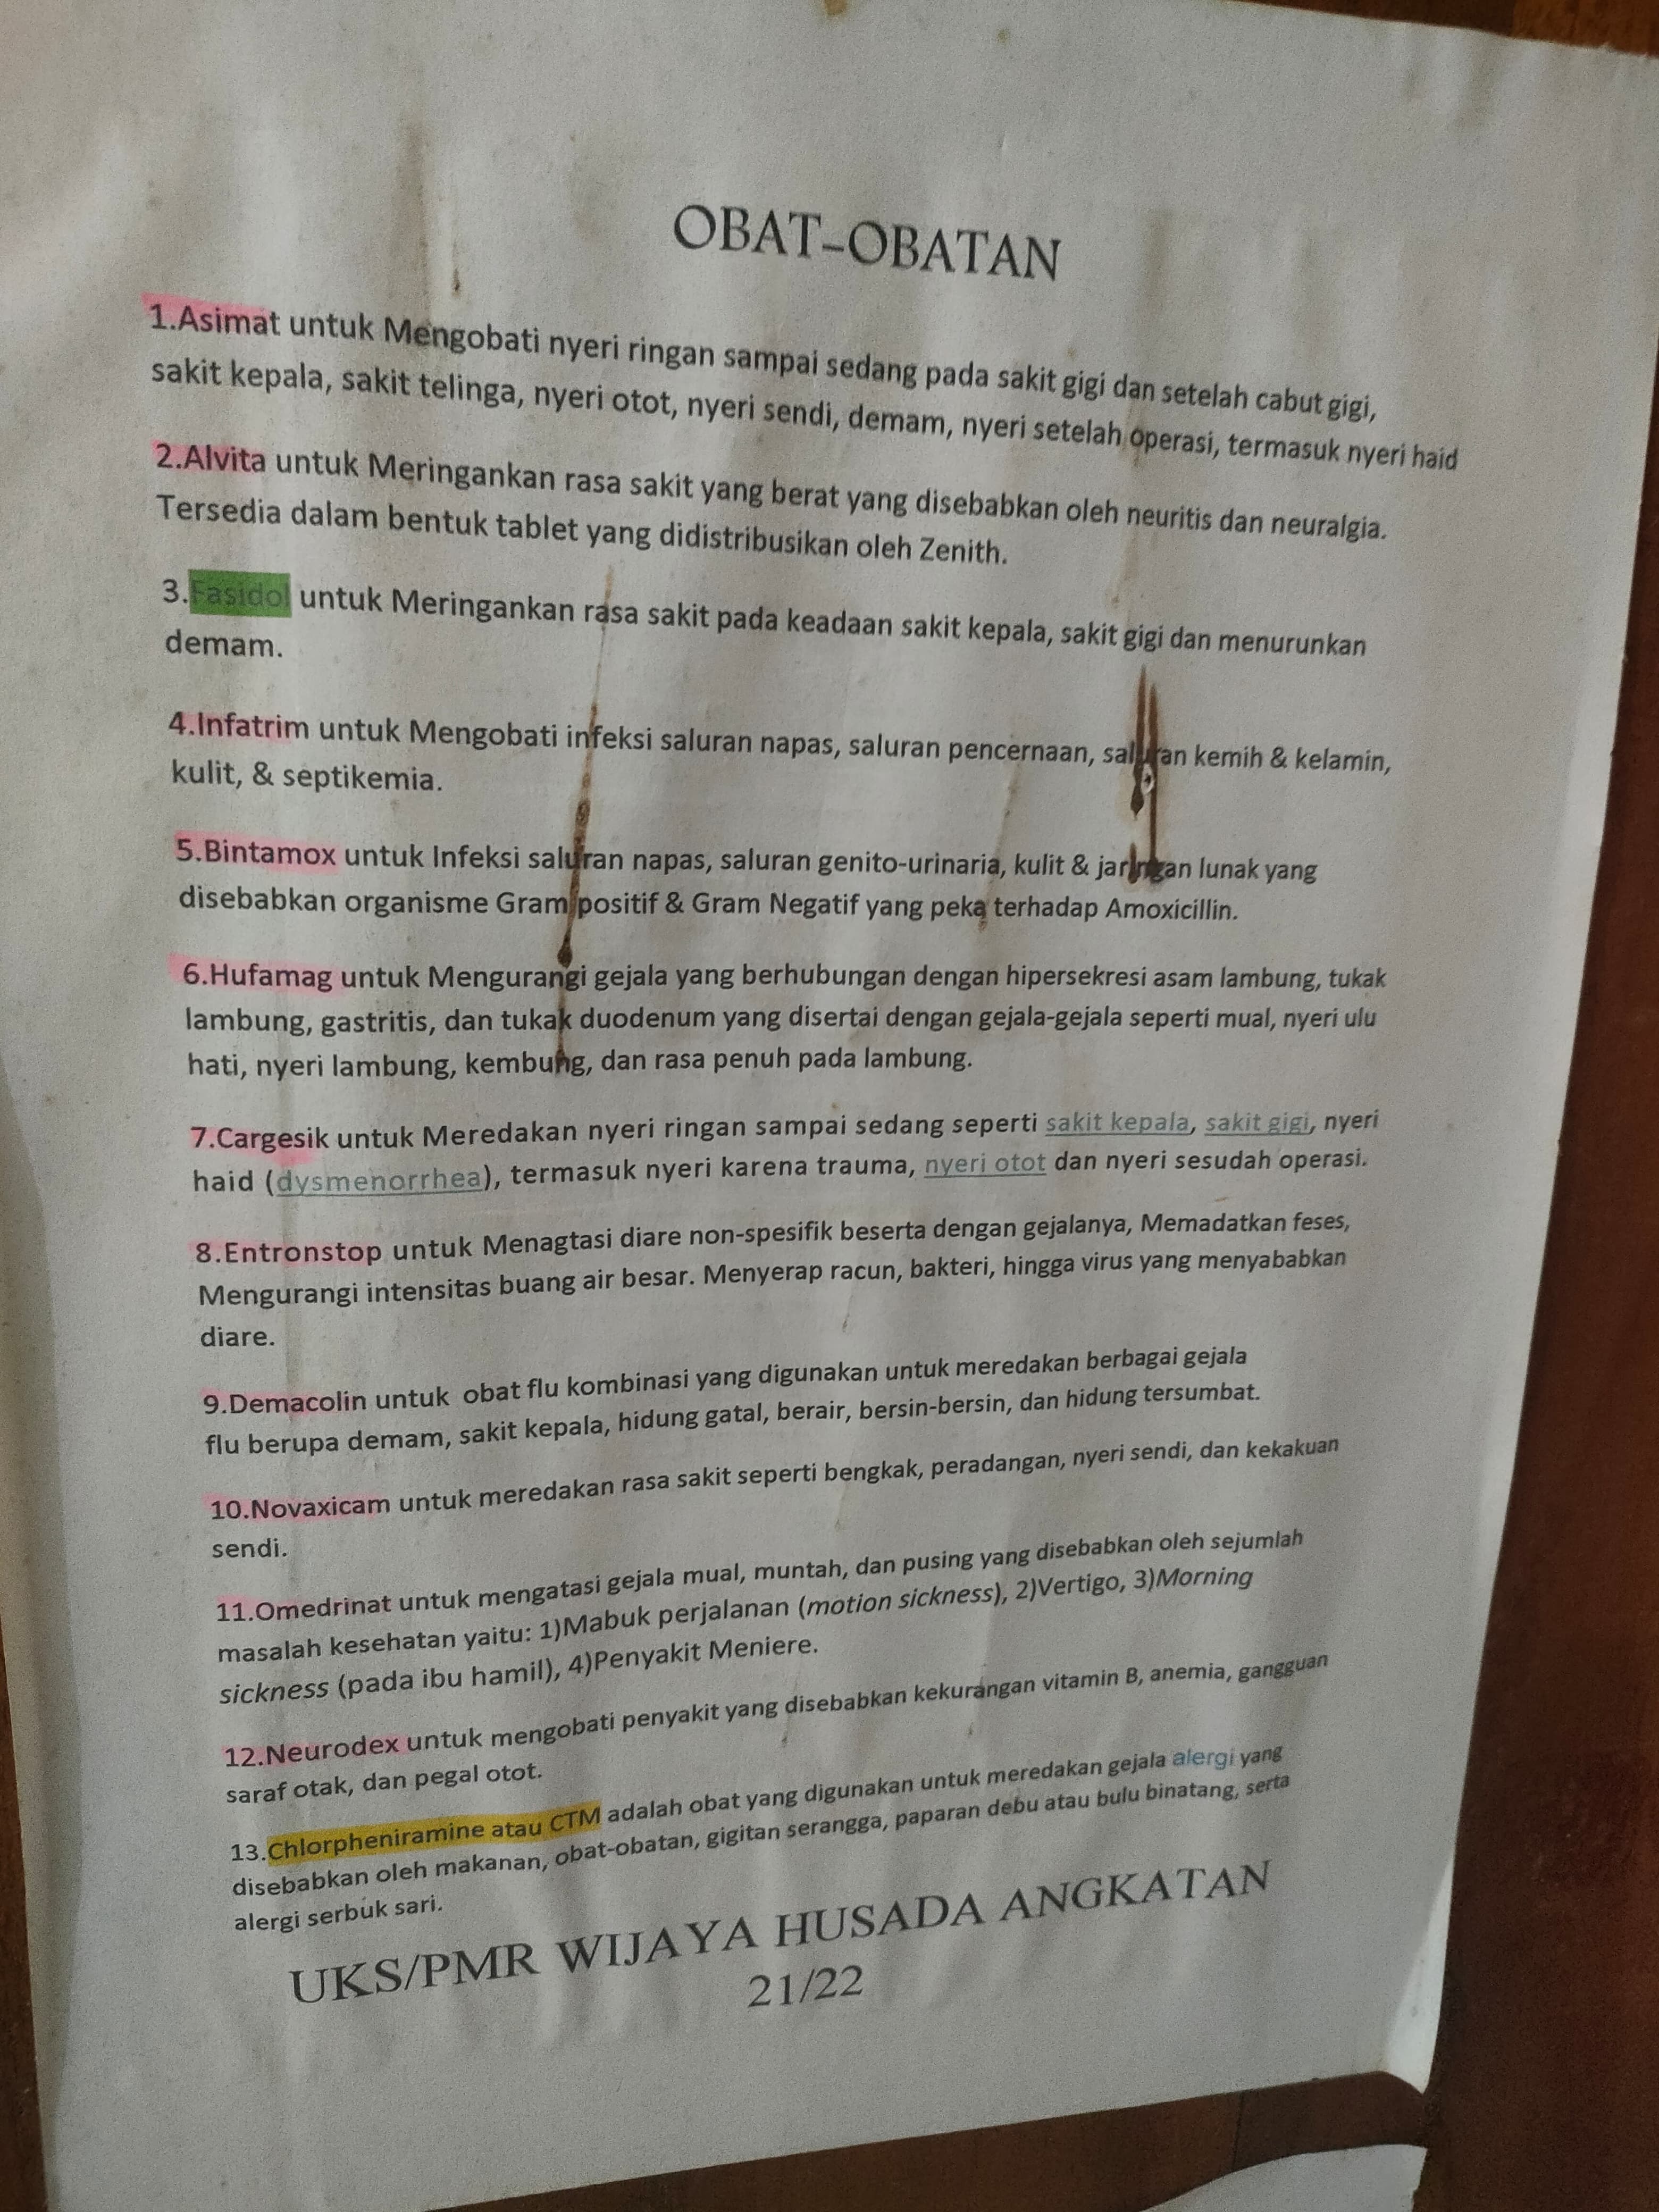 OBAT-OBATAN
1.Asimat untuk Mengobati nyeri ringan sampai sedang pada sakit gigi dan setelah cabut gigi,
sakit kepala, sakit telinga, nyeri otot, nyeri sendi, demam, nyeri setelah operasi, termasuk nyeri haid
2.Alvita untuk Meringankan rasa sakit yang berat yang disebabkan oleh neuritis dan neuralgia.
Tersedia dalam bentuk tablet yang didistribusikan oleh Zenith.
3.Fasidol untuk Meringankan rasa sakit pada keadaan sakit kepala, sakit gigi dan menurunkan
demam.
4.Infatrim untuk Mengobati infeksi saluran napas, saluran pencernaan, saluran kemih & kelamin,
kulit, & septikemia.
5.Bintamox untuk Infeksi saluran napas, saluran genito-urinaria, kulit & jaringan lunak yang
disebabkan organisme Gram positif & Gram Negatif yang peka terhadap Amoxicillin.
6.Hufamag untuk Mengurangi gejala yang berhubungan dengan hipersekresi asam lambung, tukak
lambung, gastritis, dan tukak duodenum yang disertai dengan gejala-gejala seperti mual, nyeri ulu
hati, nyeri lambung, kembung, dan rasa penuh pada lambung.
7.Cargesik untuk Meredakan nyeri ringan sampai sedang seperti sakit kepala, sakit gigi, nyeri
haid (dysmenorrhea), termasuk nyeri karena trauma, nyeri otot dan nyeri sesudah operasi.
8.Entronstop untuk Menagtasi diare non-spesifik beserta dengan gejalanya, Memadatkan feses,
Mengurangi intensitas buang air besar. Menyerap racun, bakteri, hingga virus yang menyababkan
diare.
9.Demacolin untuk obat flu kombinasi yang digunakan untuk meredakan berbagai gejala
flu berupa demam, sakit kepala, hidung gatal, berair, bersin-bersin, dan hidung tersumbat.
10.Novaxicam untuk meredakan rasa sakit seperti bengkak, peradangan, nyeri sendi, dan kekakuan
sendi.
11.Omedrinat untuk mengatasi gejala mual, muntah, dan pusing yang disebabkan oleh sejumlah
masalah kesehatan yaitu: 1)Mabuk perjalanan (motion sickness), 2)Vertigo, 3)Morning
sickness (pada ibu hamil), 4)Penyakit Meniere.
12.Neurodex untuk mengobati penyakit yang disebabkan kekurangan vitamin B, anemia, gangguan
saraf otak, dan pegal otot.
13.Chlorpheniramine atau CTM adalah obat yang digunakan untuk meredakan gejala alergi yang
disebabkan oleh makanan, obat-obatan, gigitan serangga, paparan debu atau bulu binatang, serta
alergi serbuk sari.
UKS/PMR WIJAYA HUSADA ANGKATAN
21/22